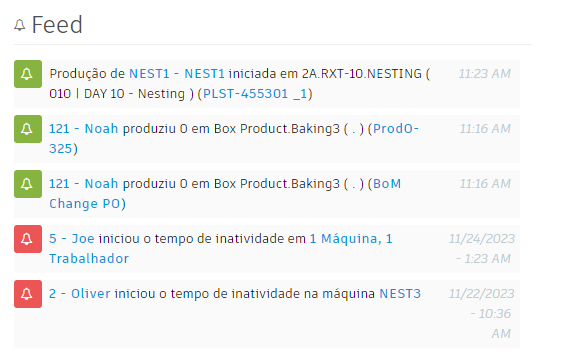 Feed
Produção de NEST1 - NEST1 iniciada em 2A.RXT-10.NESTING ( 11:23 AM
010 | DAY 10 - Nesting ) (PLST-455301 _1)
121 - Noah produziu 0 em Box Product.Baking3 ( . ) (ProdO- 11:16 AM
325)
121 - Noah produziu 0 em Box Product.Baking3 ( . ) (BoM 11:16 AM
Change PO)
5 - Joe iniciou o tempo de inatividade em 1 Máquina, 1 11/24/2023
Trabalhador - 1:23 AM
2 - Oliver iniciou o tempo de inatividade na máquina NEST3 11/22/2023
- 10:36
AM